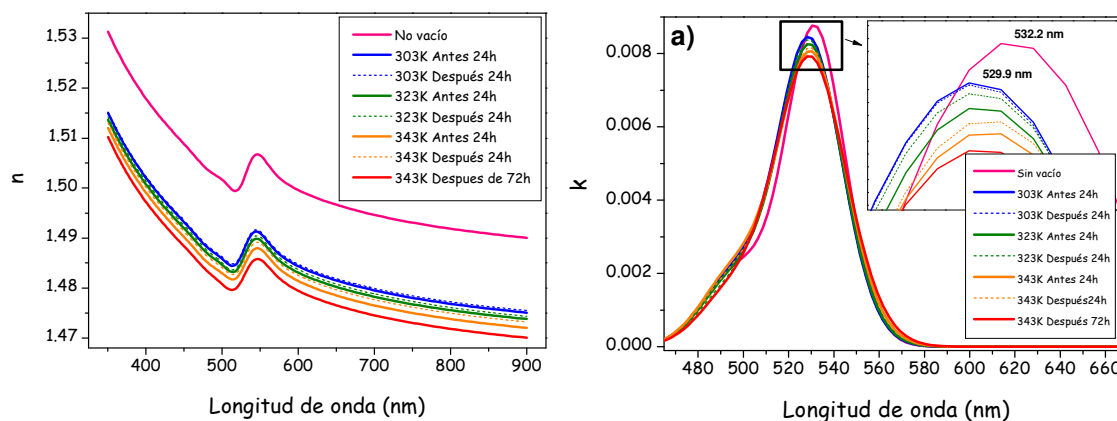 n
1.53
1.52
1.51
1.50
1.49
1.48
1.47
400
500
600
700
800
900
Longitud de onda (nm)
No vacío
303K Antes 24h
303K Después 24h
323K Antes 24h
323K Después 24h
343K Antes 24h
343K Después 24h
343K Despues de 72h
a)
k
0.008
0.006
0.004
0.002
0.000
480
500
520
540
560
580
600
620
640
660
Longitud de onda (nm)
532.2 nm
529.9 nm
Sin vacío
303K Antes 24h
303K Después 24h
323K Antes 24h
323K Después 24h
343K Antes 24h
343K Después24h
343K Después 72h